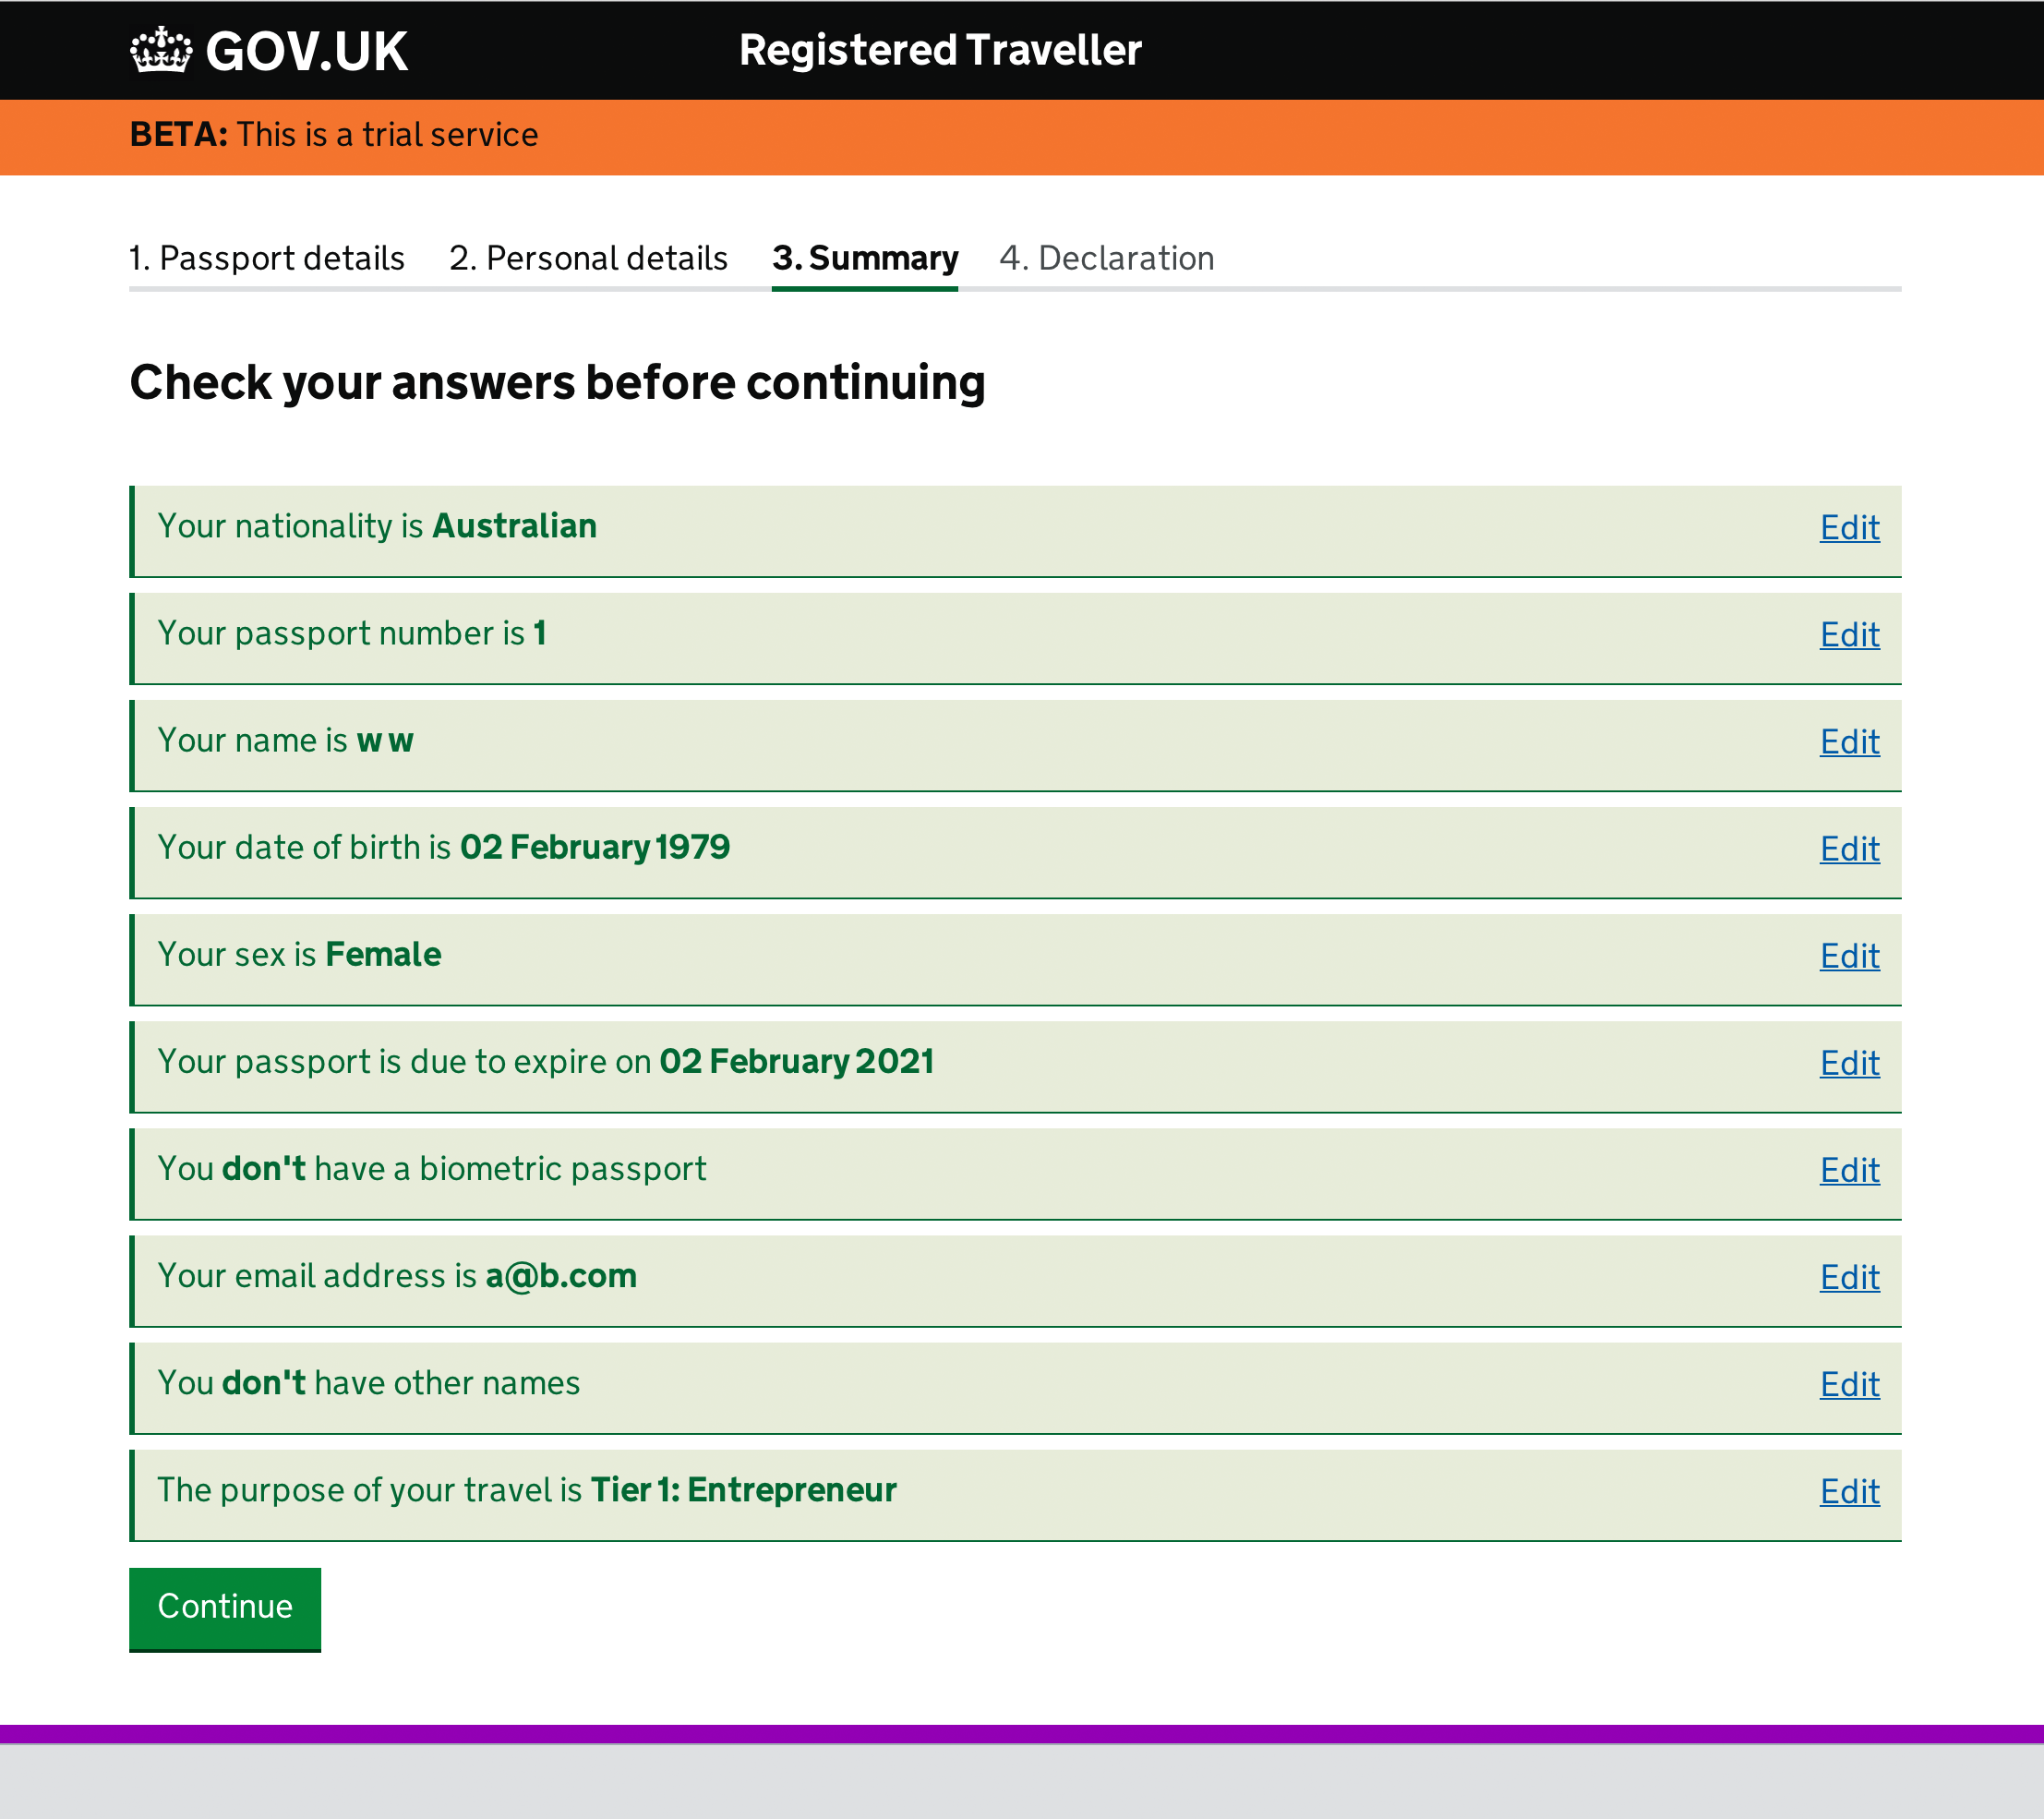 GOV.UK Registered Traveller
BETA: This is a trial service
1. Passport details 2. Personal details 3. Summary 4. Declaration
Check your answers before continuing
Your nationality is Australian Edit
Your passport number is 1 Edit
Your name is w w Edit
Your date of birth is 02 February 1979 Edit
Your sex is Female Edit
Your passport is due to expire on 02 February 2021 Edit
You don't have a biometric passport Edit
Your email address is a@b.com Edit
You don't have other names Edit
The purpose of your travel is Tier 1: Entrepreneur Edit
Continue